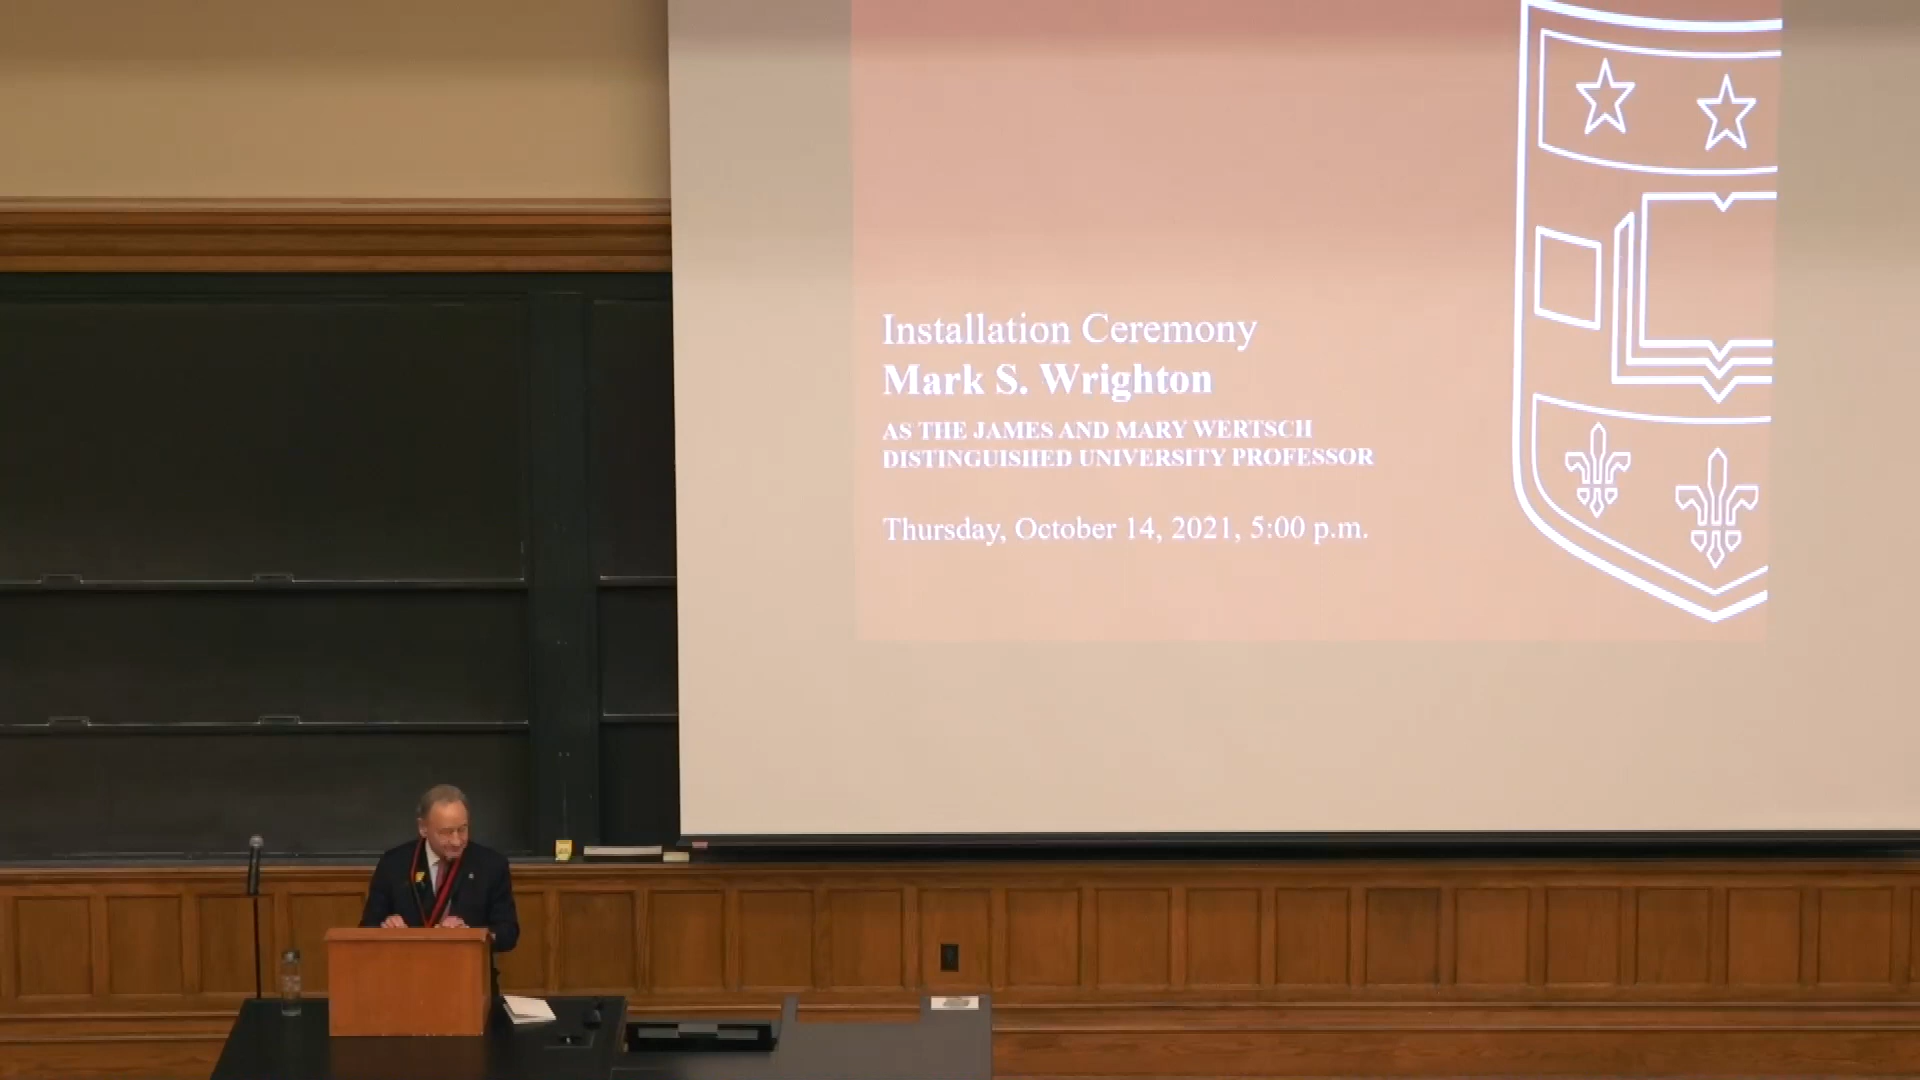 Installation Ceremony
Mark S. Wrighton
AS THE JAMES AND MARY WERTSCH
DISTINGUISHED UNIVERSITY PROFESSOR
Thursday, October 14, 2021, 5:00 p.m.